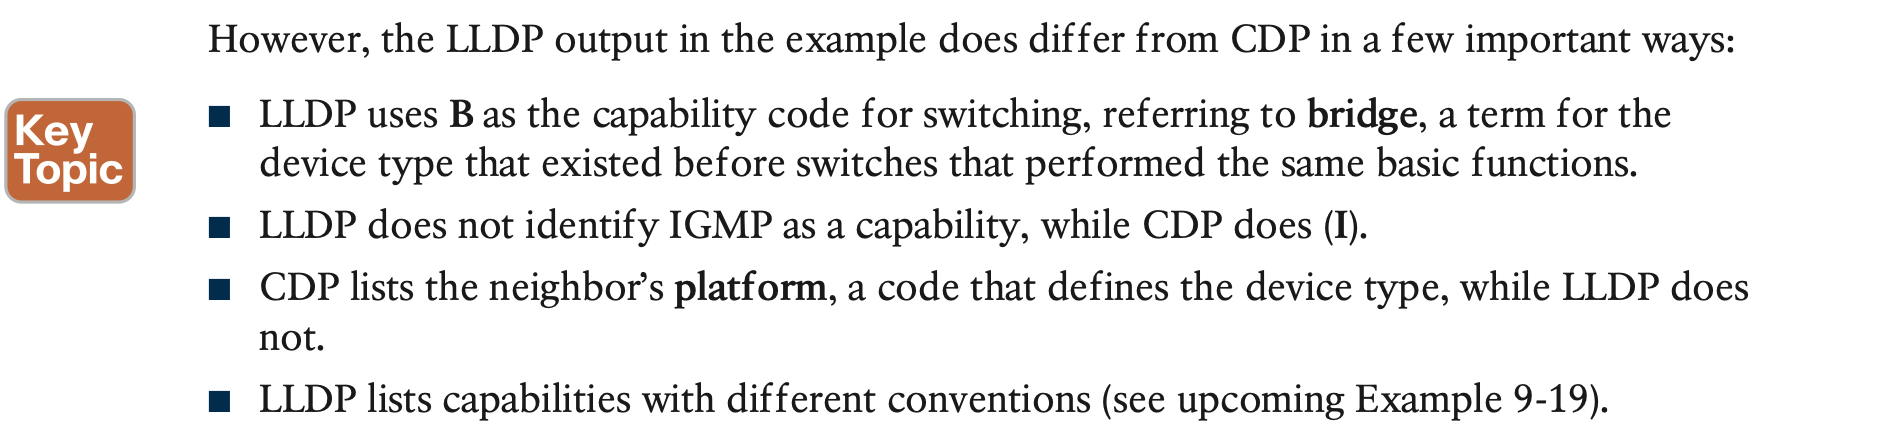 However, the LLDP output in the example does differ from CDP in a few important ways:
Key
Topic
■ LLDP uses B as the capability code for switching, referring to bridge, a term for the
device type that existed before switches that performed the same basic functions.
■ LLDP does not identify IGMP as a capability, while CDP does (I).
■ CDP lists the neighbor’s platform, a code that defines the device type, while LLDP does
not.
■ LLDP lists capabilities with different conventions (see upcoming Example 9-19).